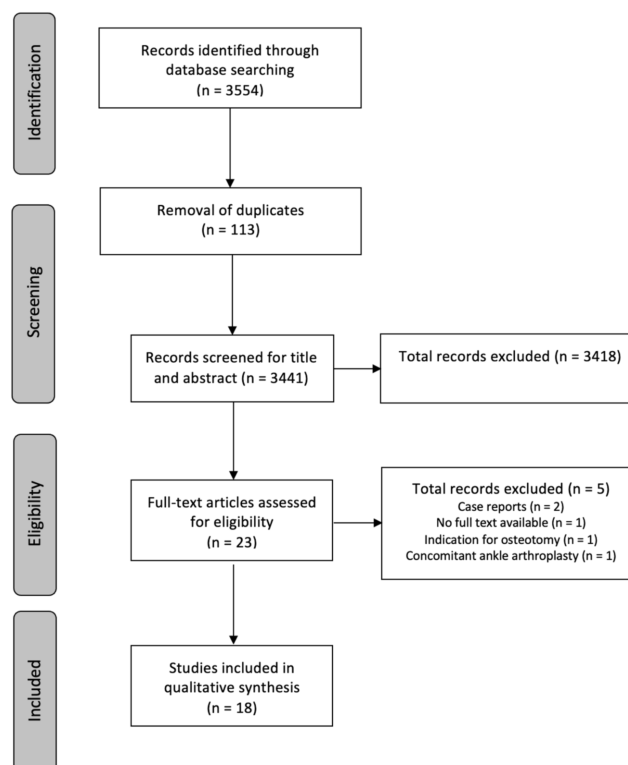 Identification
Records identified through
database searching
(n = 3554)
Screening
Removal of duplicates
(n = 113)
Records screened for title
and abstract (n = 3441)
Total records excluded (n = 3418)
Eligibility
Full-text articles assessed
for eligibility
(n = 23)
Total records excluded (n = 5)
Case reports (n = 2)
No full text available (n = 1)
Indication for osteotomy (n = 1)
Concomitant ankle arthroplasty (n = 1)
Included
Studies included in
qualitative synthesis
(n = 18)